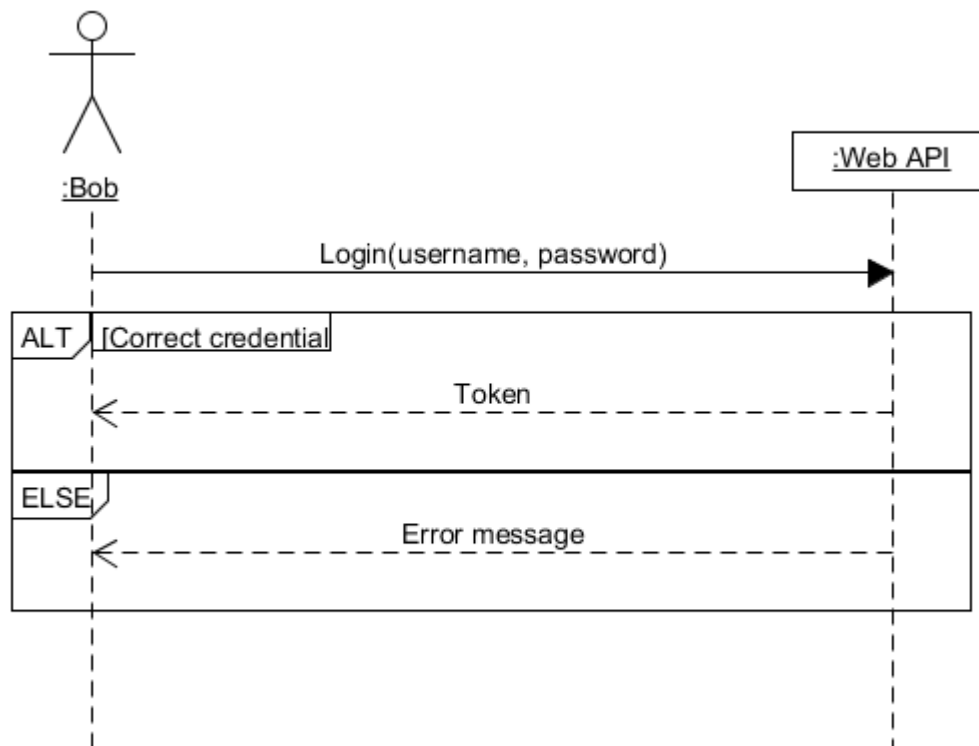 :Bob
:Web API
Login(username, password)
ALT
[Correct credential
Token
ELSE
Error message